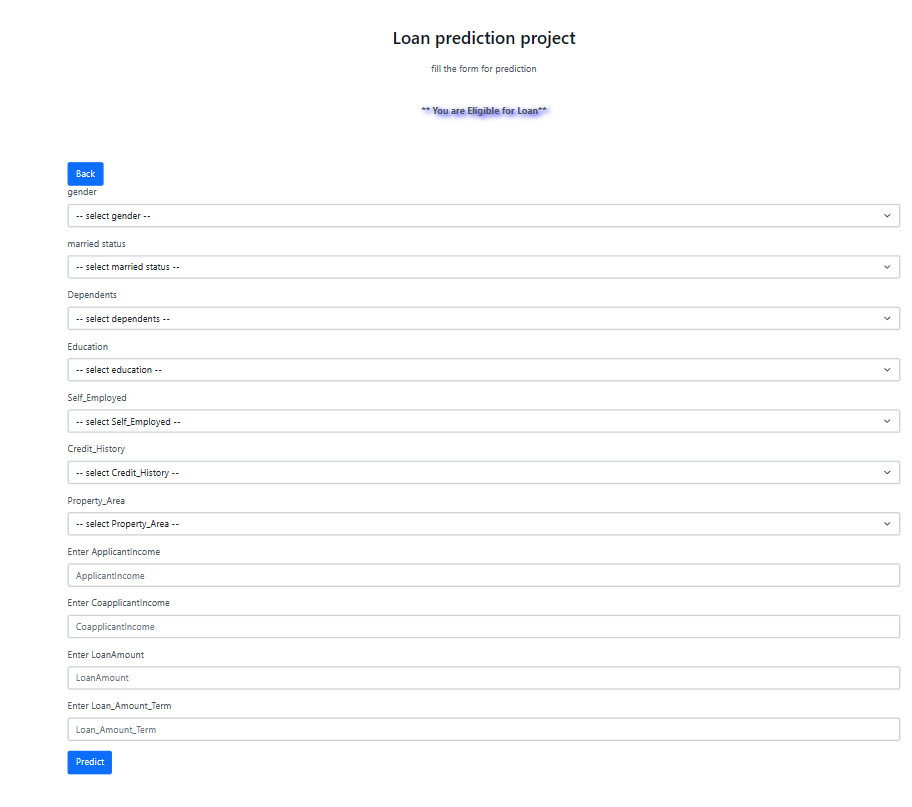 Loan prediction project
fill the form for prediction
** You are Eligible for Loan**
Back
gender
-- select gender --
married status
-- select married status --
Dependents
-- select dependents --
Education
-- select education --
Self_Employed
-- select Self_Employed --
Credit_History
-- select Credit_History --
Property_Area
-- select Property_Area --
Enter ApplicantIncome
ApplicantIncome
Enter CoapplicantIncome
CoapplicantIncome
Enter LoanAmount
LoanAmount
Enter Loan_Amount_Term
Loan_Amount_Term
Predict